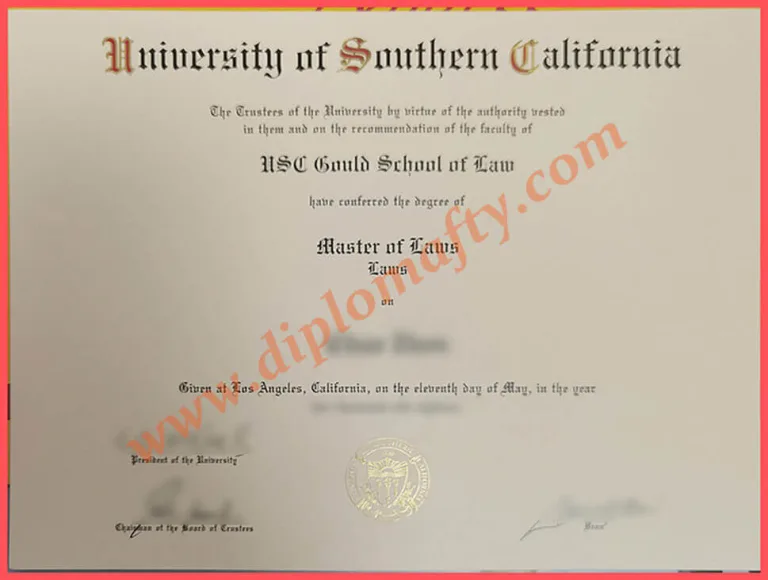 University of Southern California
The Trustees of the University by virtue of the authority vested
in them and on the recommendation of the faculty of
USC Gould School of Law
have conferred the degree of
Master of Laws
Laws
on
Given at Los Angeles, California, on the eleventh day of May, in the year
President of the University
Chairman of the Board of Trustees
Dean
www.diplomafty.com